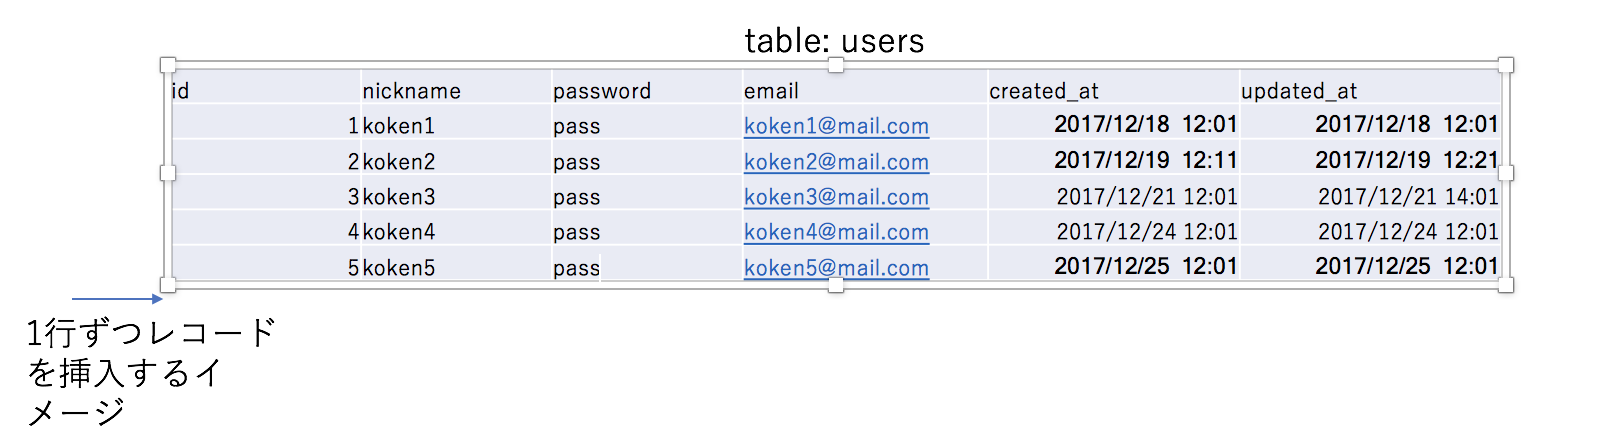 table: users
id nickname password email created_at updated_at
1 koken1 pass koken1@mail.com 2017/12/18 12:01 2017/12/18 12:01
2 koken2 pass koken2@mail.com 2017/12/19 12:11 2017/12/19 12:21
3 koken3 pass koken3@mail.com 2017/12/21 12:01 2017/12/21 14:01
4 koken4 pass koken4@mail.com 2017/12/24 12:01 2017/12/24 12:01
5 koken5 pass koken5@mail.com 2017/12/25 12:01 2017/12/25 12:01
1行ずつレコード
を挿入するイ
メージ